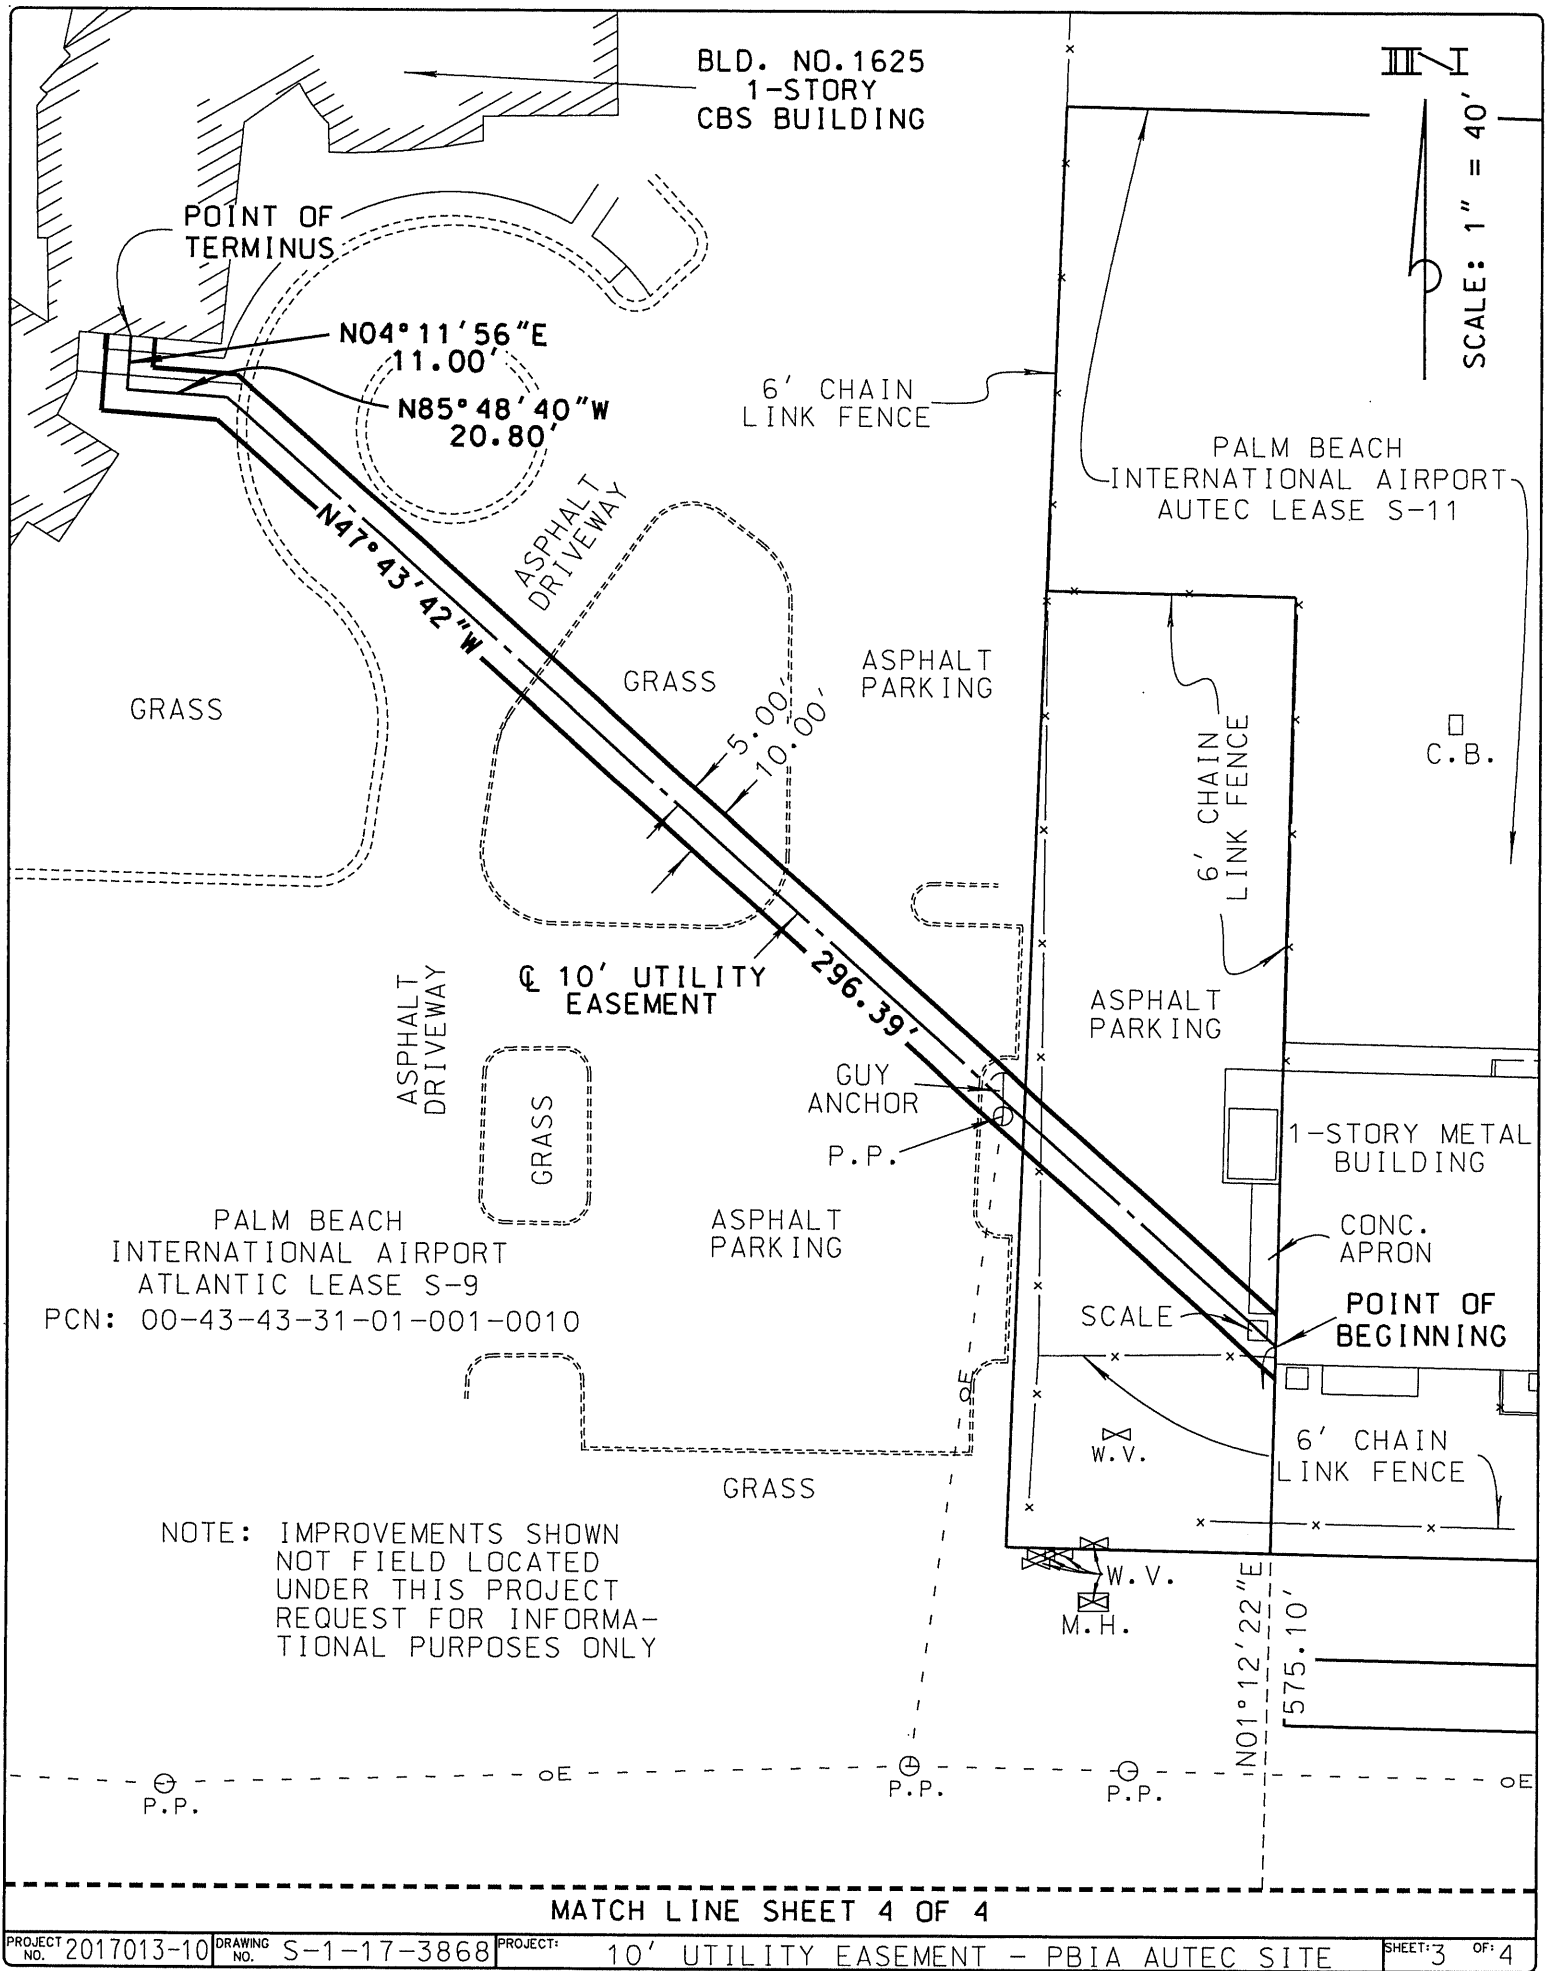 BLD. NO.1625
1-STORY
CBS BUILDING
SCALE: 1" = 40'
POINT OF
TERMINUS
N04°11'56"E
11.00'
N85°48'40"W
20.80'
6' CHAIN
LINK FENCE
PALM BEACH
INTERNATIONAL AIRPORT
AUTEC LEASE S-11
ASPHALT
DRIVEWAY
N47°43'42"W
GRASS
GRASS
ASPHALT
PARKING
5.00'
10.00'
6' CHAIN
LINK FENCE
C.B.
℄ 10' UTILITY
EASEMENT
296.39'
ASPHALT
DRIVEWAY
ASPHALT
PARKING
GUY
ANCHOR
P.P.
GRASS
1-STORY METAL
BUILDING
PALM BEACH
INTERNATIONAL AIRPORT
ATLANTIC LEASE S-9
PCN: 00-43-43-31-01-001-0010
ASPHALT
PARKING
CONC.
APRON
SCALE
POINT OF
BEGINNING
OE
W.V.
6' CHAIN
LINK FENCE
GRASS
NOTE: IMPROVEMENTS SHOWN
NOT FIELD LOCATED
UNDER THIS PROJECT
REQUEST FOR INFORMA-
TIONAL PURPOSES ONLY
W.V.
M.H.
N01°12'22"E
575.10'
P.P.
OE
P.P.
P.P.
OE
MATCH LINE SHEET 4 OF 4
PROJECT NO. 2017013-10 DRAWING NO. S-1-17-3868 PROJECT: 10' UTILITY EASEMENT - PBIA AUTEC SITE SHEET: 3 OF: 4